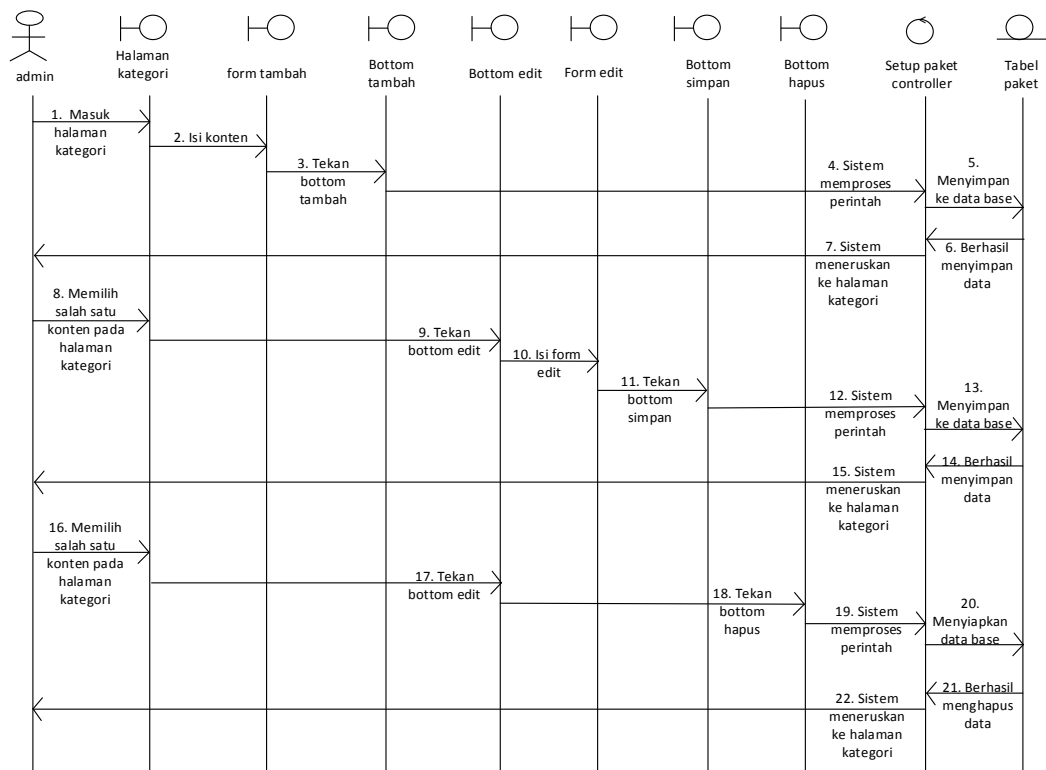 admin
Halaman
kategori
form tambah
Bottom
tambah
Bottom edit
Form edit
Bottom
simpan
Bottom
hapus
Setup paket
controller
Tabel
paket
1. Masuk
halaman
kategori
2. Isi konten
3. Tekan
bottom
tambah
4. Sistem
memproses
perintah
5.
Menyimpan
ke data base
6. Berhasil
menyimpan
data
7. Sistem
meneruskan
ke halaman
kategori
8. Memilih
salah satu
konten pada
halaman
kategori
9. Tekan
bottom edit
10. Isi form
edit
11. Tekan
bottom
simpan
12. Sistem
memproses
perintah
13.
Menyimpan
ke data base
14. Berhasil
menyimpan
data
15. Sistem
meneruskan
ke halaman
kategori
16. Memilih
salah satu
konten pada
halaman
kategori
17. Tekan
bottom edit
18. Tekan
bottom
hapus
19. Sistem
memproses
perintah
20.
Menyiapkan
data base
21. Berhasil
menghapus
data
22. Sistem
meneruskan
ke halaman
kategori